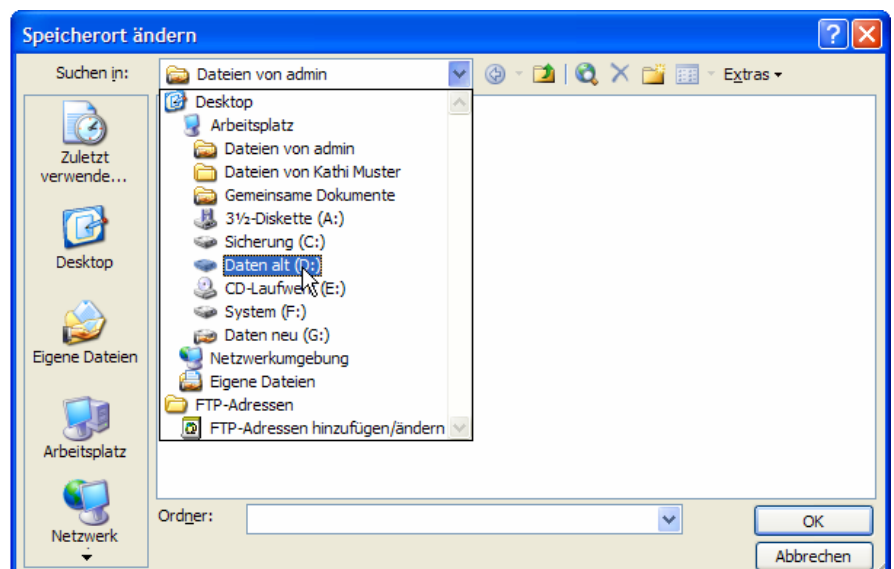 Speicherort ändern
Suchen in:
Dateien von admin
Extras
Zuletzt
verwende...
Desktop
Eigene Dateien
Arbeitsplatz
Netzwerk
Desktop
Arbeitsplatz
Dateien von admin
Dateien von Kathi Muster
Gemeinsame Dokumente
3½-Diskette (A:)
Sicherung (C:)
Daten alt (D:)
CD-Laufwerk (E:)
System (F:)
Daten neu (G:)
Netzwerkumgebung
Eigene Dateien
FTP-Adressen
FTP-Adressen hinzufügen/ändern
Ordner:
OK
Abbrechen